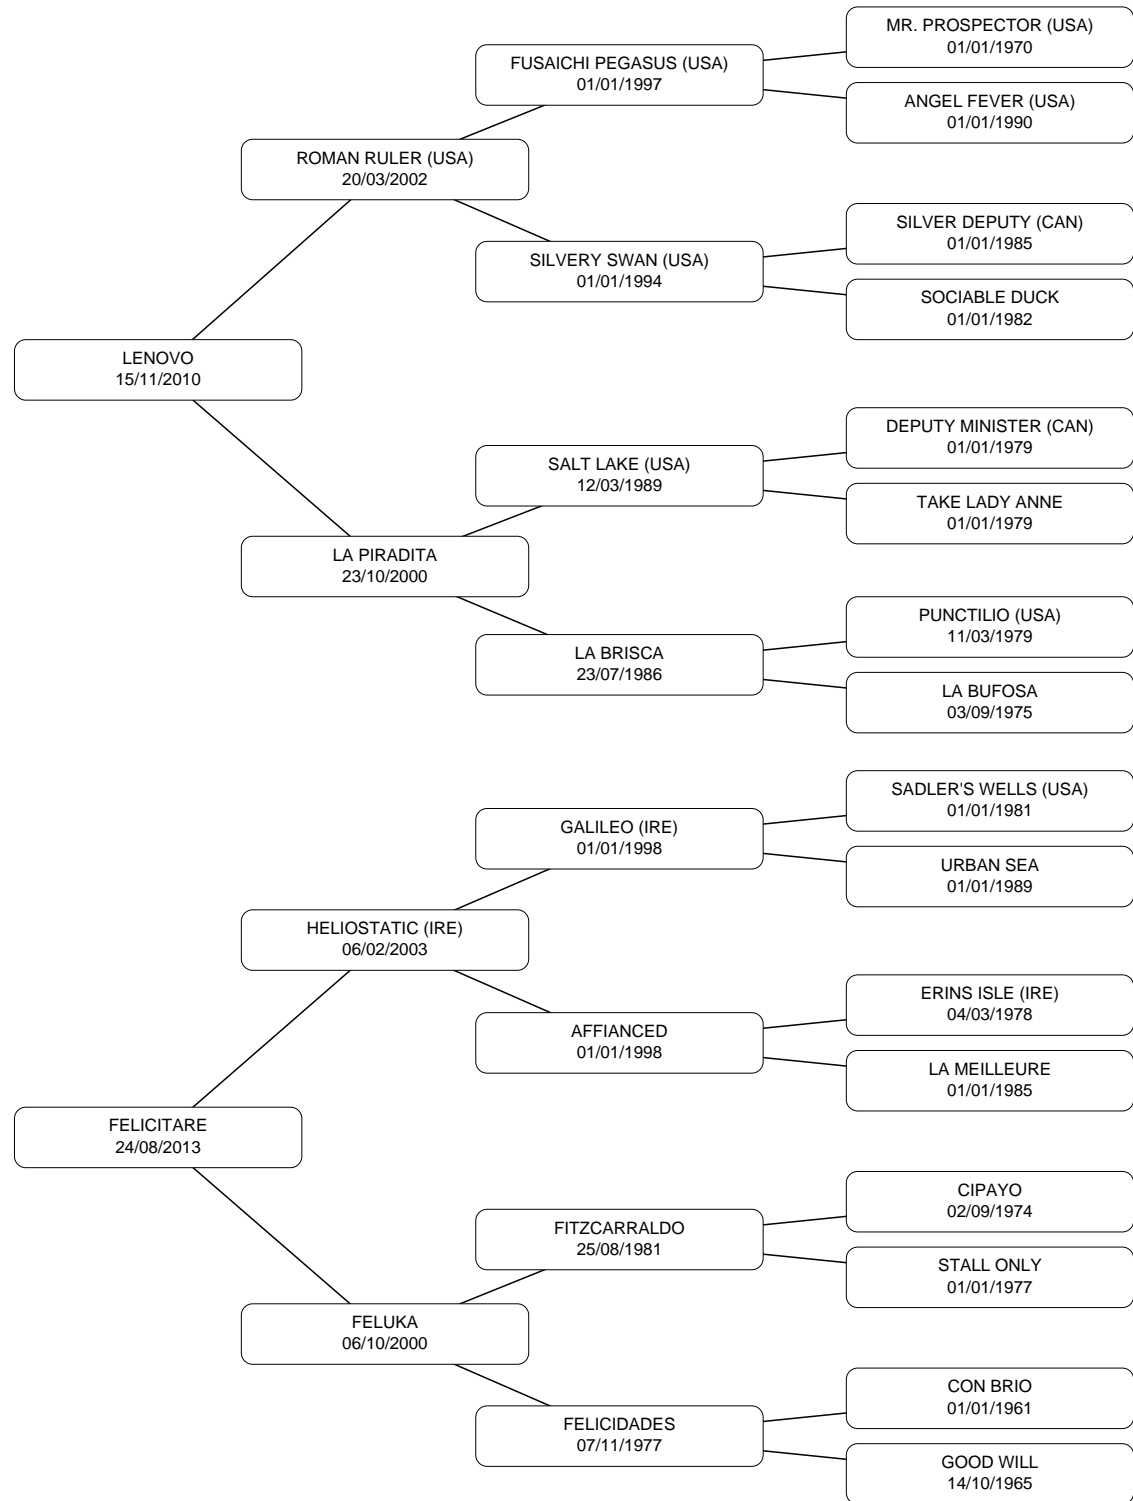 MR. PROSPECTOR (USA)
01/01/1970
FUSAICHI PEGASUS (USA)
01/01/1997
ANGEL FEVER (USA)
01/01/1990
ROMAN RULER (USA)
20/03/2002
SILVER DEPUTY (CAN)
01/01/1985
SILVERY SWAN (USA)
01/01/1994
SOCIABLE DUCK
01/01/1982
LENOVO
15/11/2010
DEPUTY MINISTER (CAN)
01/01/1979
SALT LAKE (USA)
12/03/1989
TAKE LADY ANNE
01/01/1979
LA PIRADITA
23/10/2000
PUNCTILIO (USA)
11/03/1979
LA BRISCA
23/07/1986
LA BUFOSA
03/09/1975
SADLER'S WELLS (USA)
01/01/1981
GALILEO (IRE)
01/01/1998
URBAN SEA
01/01/1989
HELIOSTATIC (IRE)
06/02/2003
ERINS ISLE (IRE)
04/03/1978
AFFIANCED
01/01/1998
LA MEILLEURE
01/01/1985
FELICITARE
24/08/2013
CIPAYO
02/09/1974
FITZCARRALDO
25/08/1981
STALL ONLY
01/01/1977
FELUKA
06/10/2000
CON BRIO
01/01/1961
FELICIDADES
07/11/1977
GOOD WILL
14/10/1965